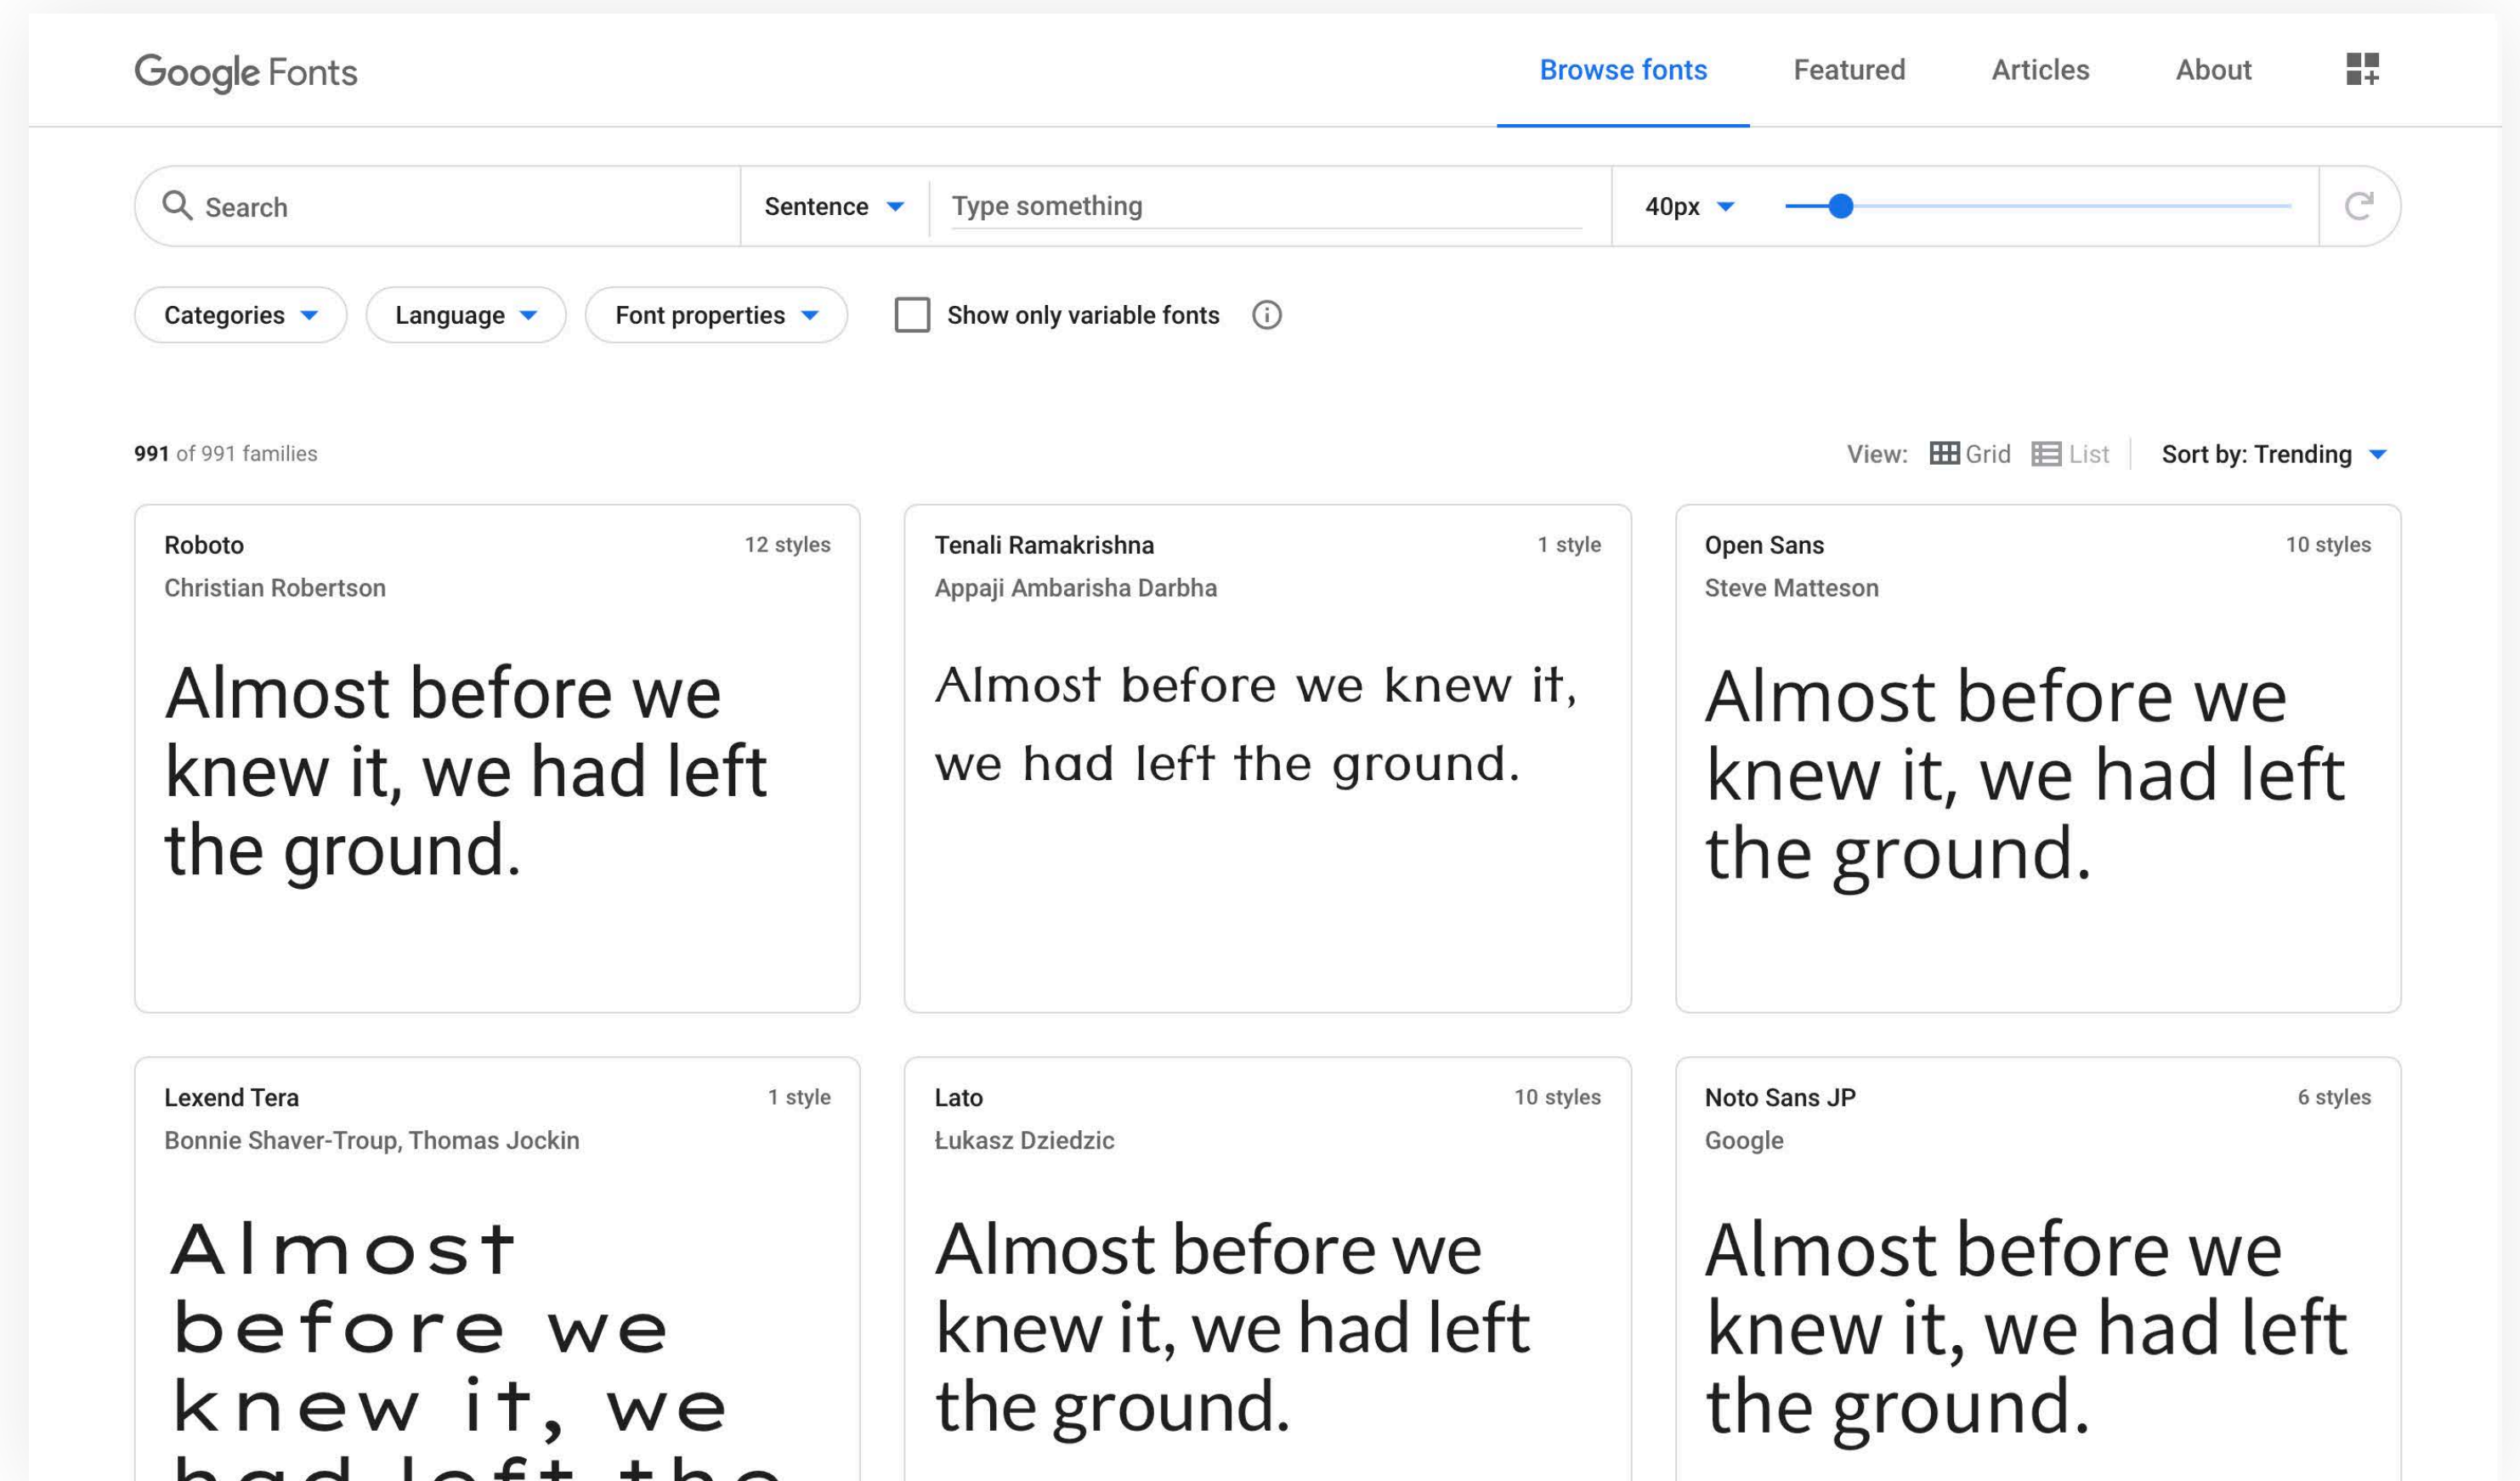 Google Fonts
Browse fonts Featured Articles About
Search Sentence Type something 40px
Categories Language Font properties Show only variable fonts
991 of 991 families View: Grid List Sort by: Trending
Roboto 12 styles
Christian Robertson
Almost before we
knew it, we had left
the ground.
Tenali Ramakrishna 1 style
Appaji Ambarisha Darbha
Almost before we knew it,
we had left the ground.
Open Sans 10 styles
Steve Matteson
Almost before we
knew it, we had left
the ground.
Lexend Tera 1 style
Bonnie Shaver-Troup, Thomas Jockin
Almost
before we
knew it, we
had left the
Lato 10 styles
Łukasz Dziedzic
Almost before we
knew it, we had left
the ground.
Noto Sans JP 6 styles
Google
Almost before we
knew it, we had left
the ground.